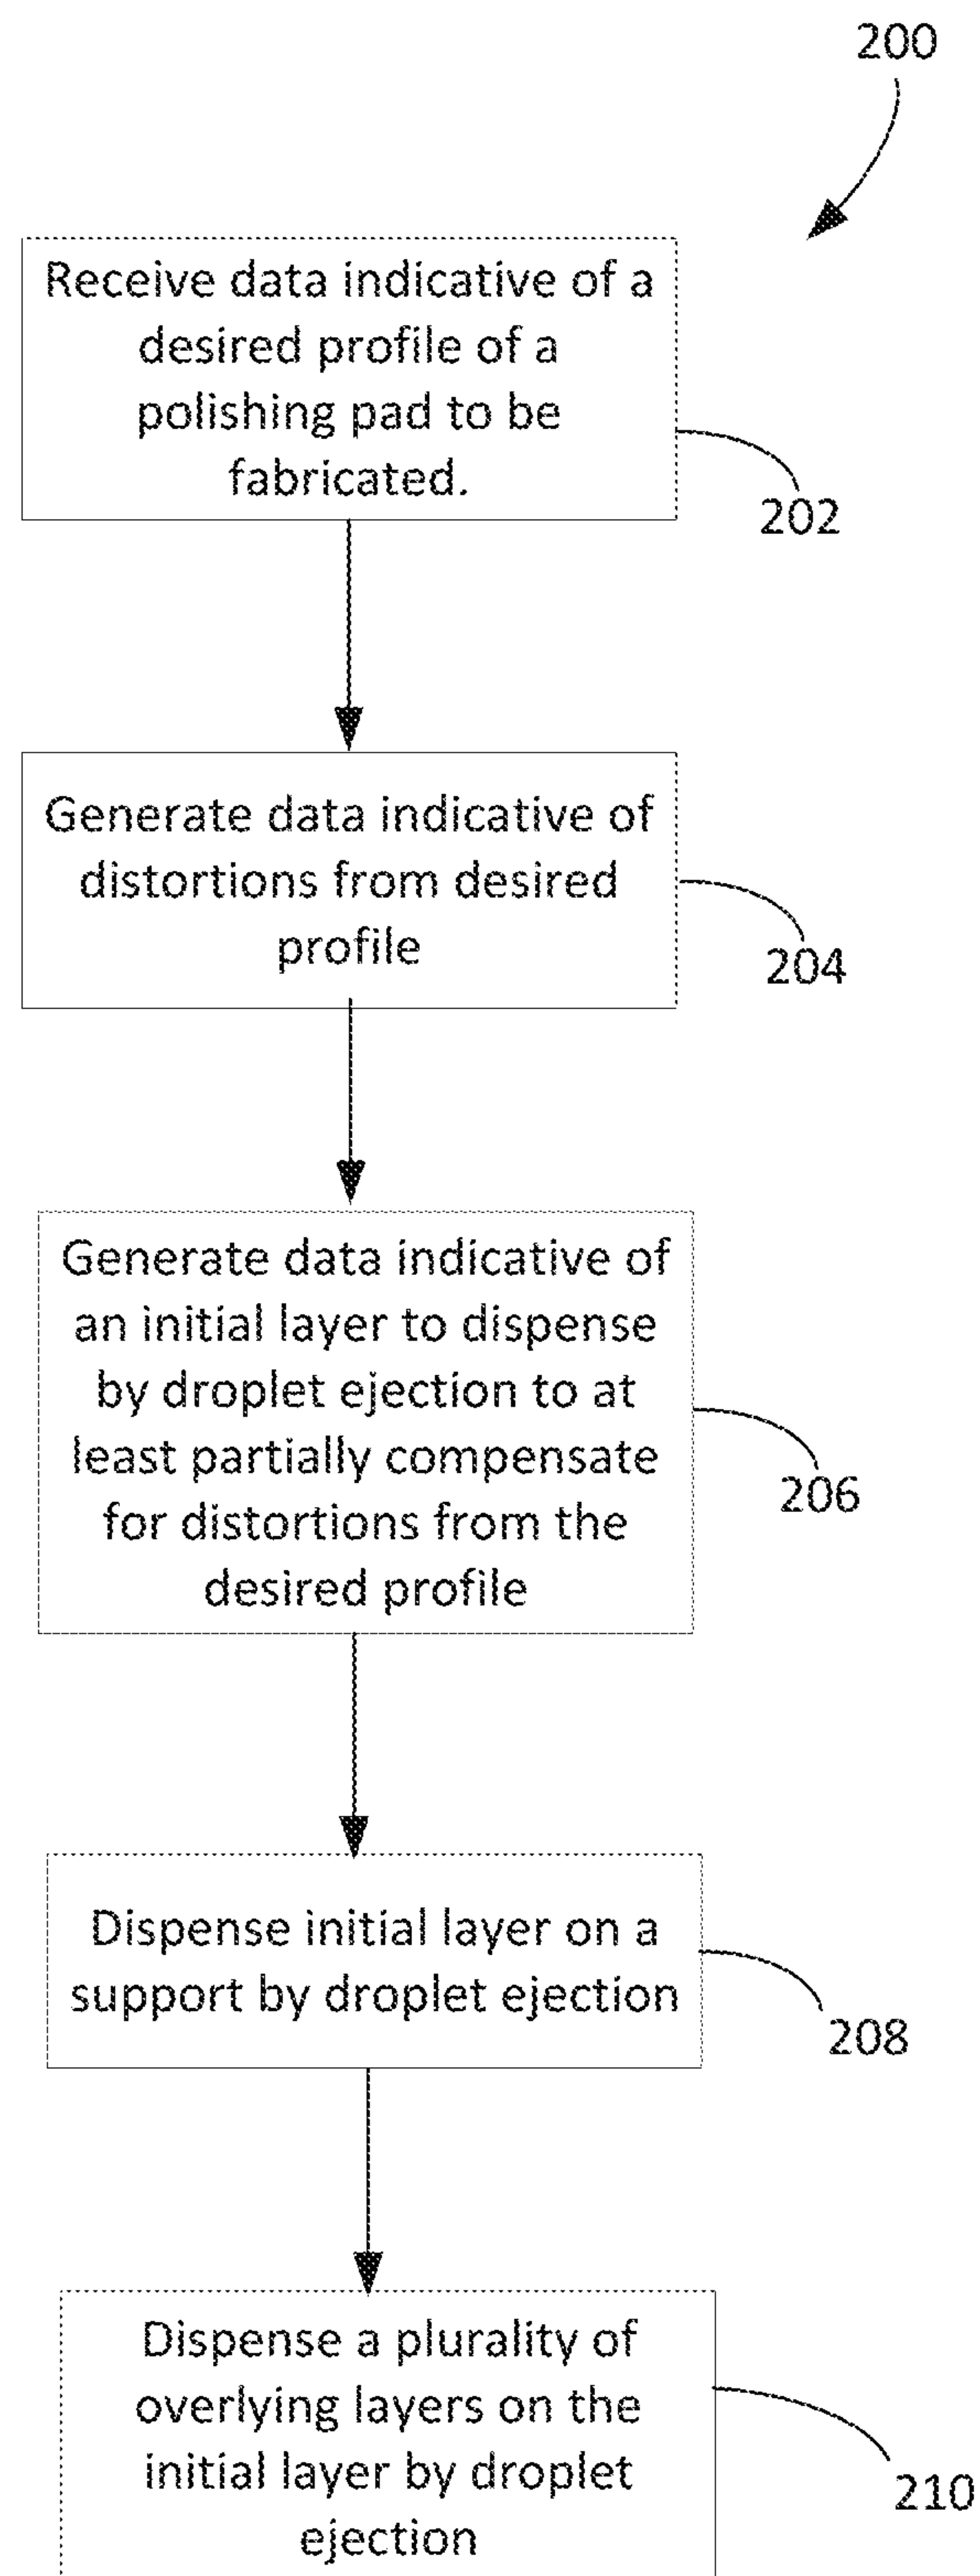 200
Receive data indicative of a
desired profile of a
polishing pad to be
fabricated.
202
Generate data indicative of
distortions from desired
profile
204
Generate data indicative of
an initial layer to dispense
by droplet ejection to at
least partially compensate
for distortions from the
desired profile
206
Dispense initial layer on a
support by droplet ejection
208
Dispense a plurality of
overlying layers on the
initial layer by droplet
ejection
210